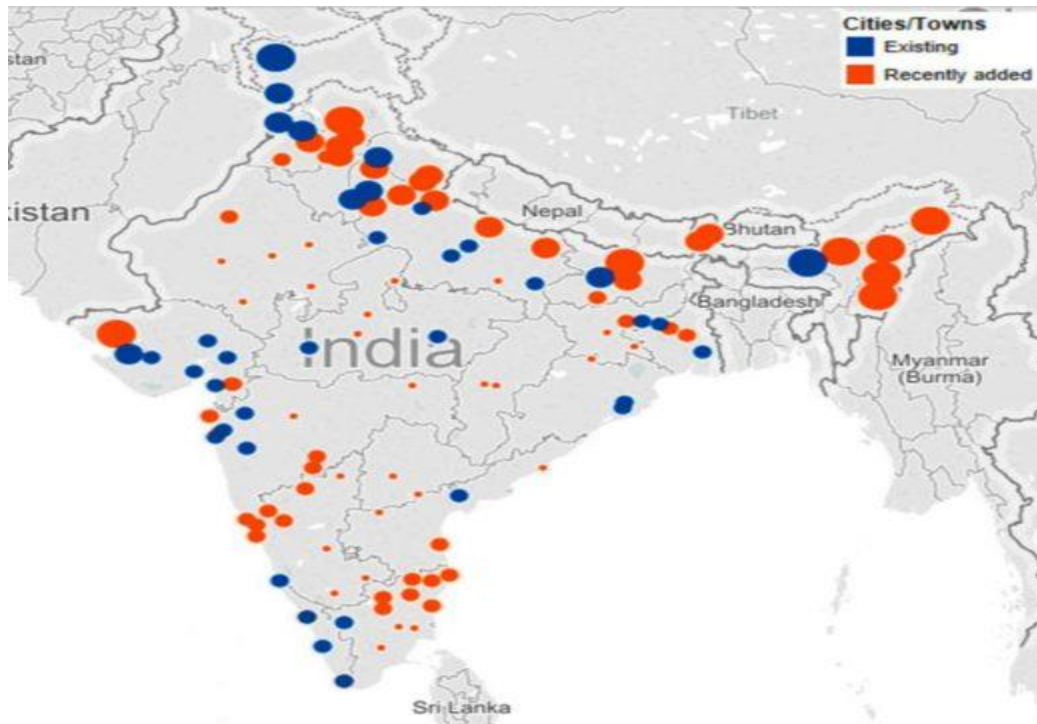 Cities/Towns
Existing
Recently added
stan
Tibet
kistan
Nepal
Bhutan
Bangladesh
India
Myanmar
(Burma)
Sri Lanka